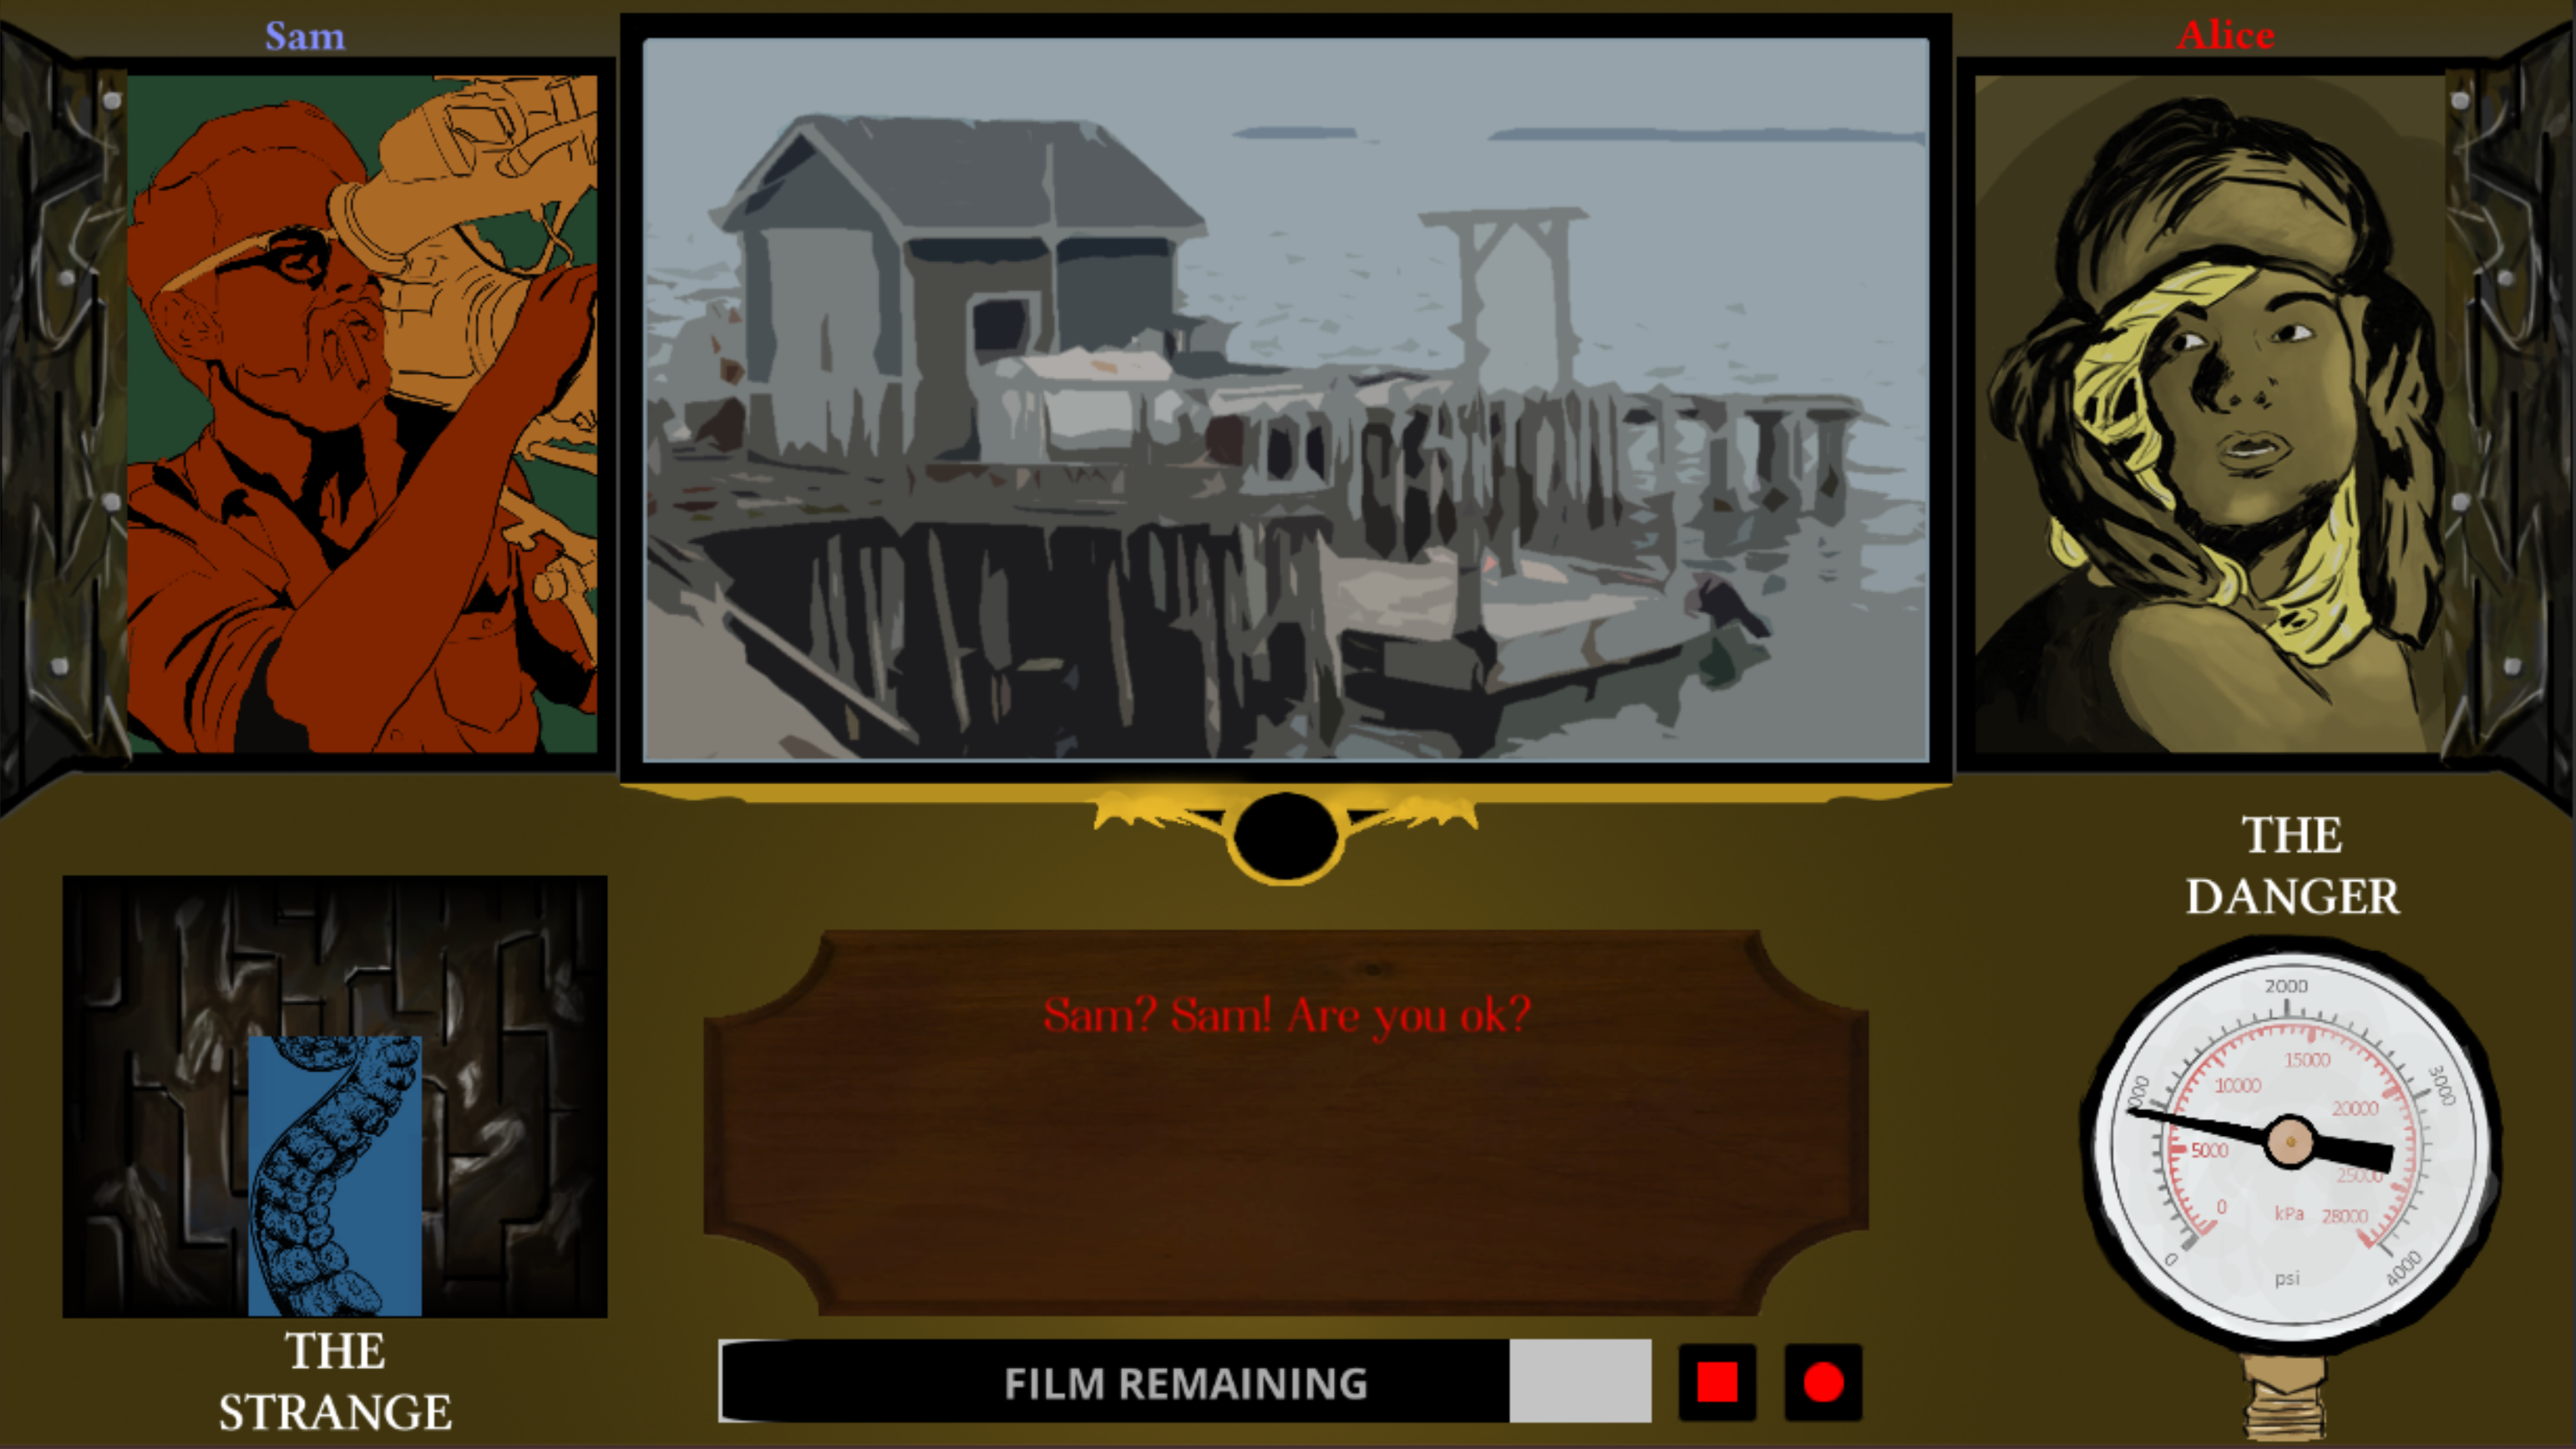 Sam
Alice
THE
DANGER
Sam? Sam! Are you ok?
2000
3000
4000
0
psi
15000
10000
20000
5000
25000
0
kPa
28000
THE
STRANGE
FILM REMAINING